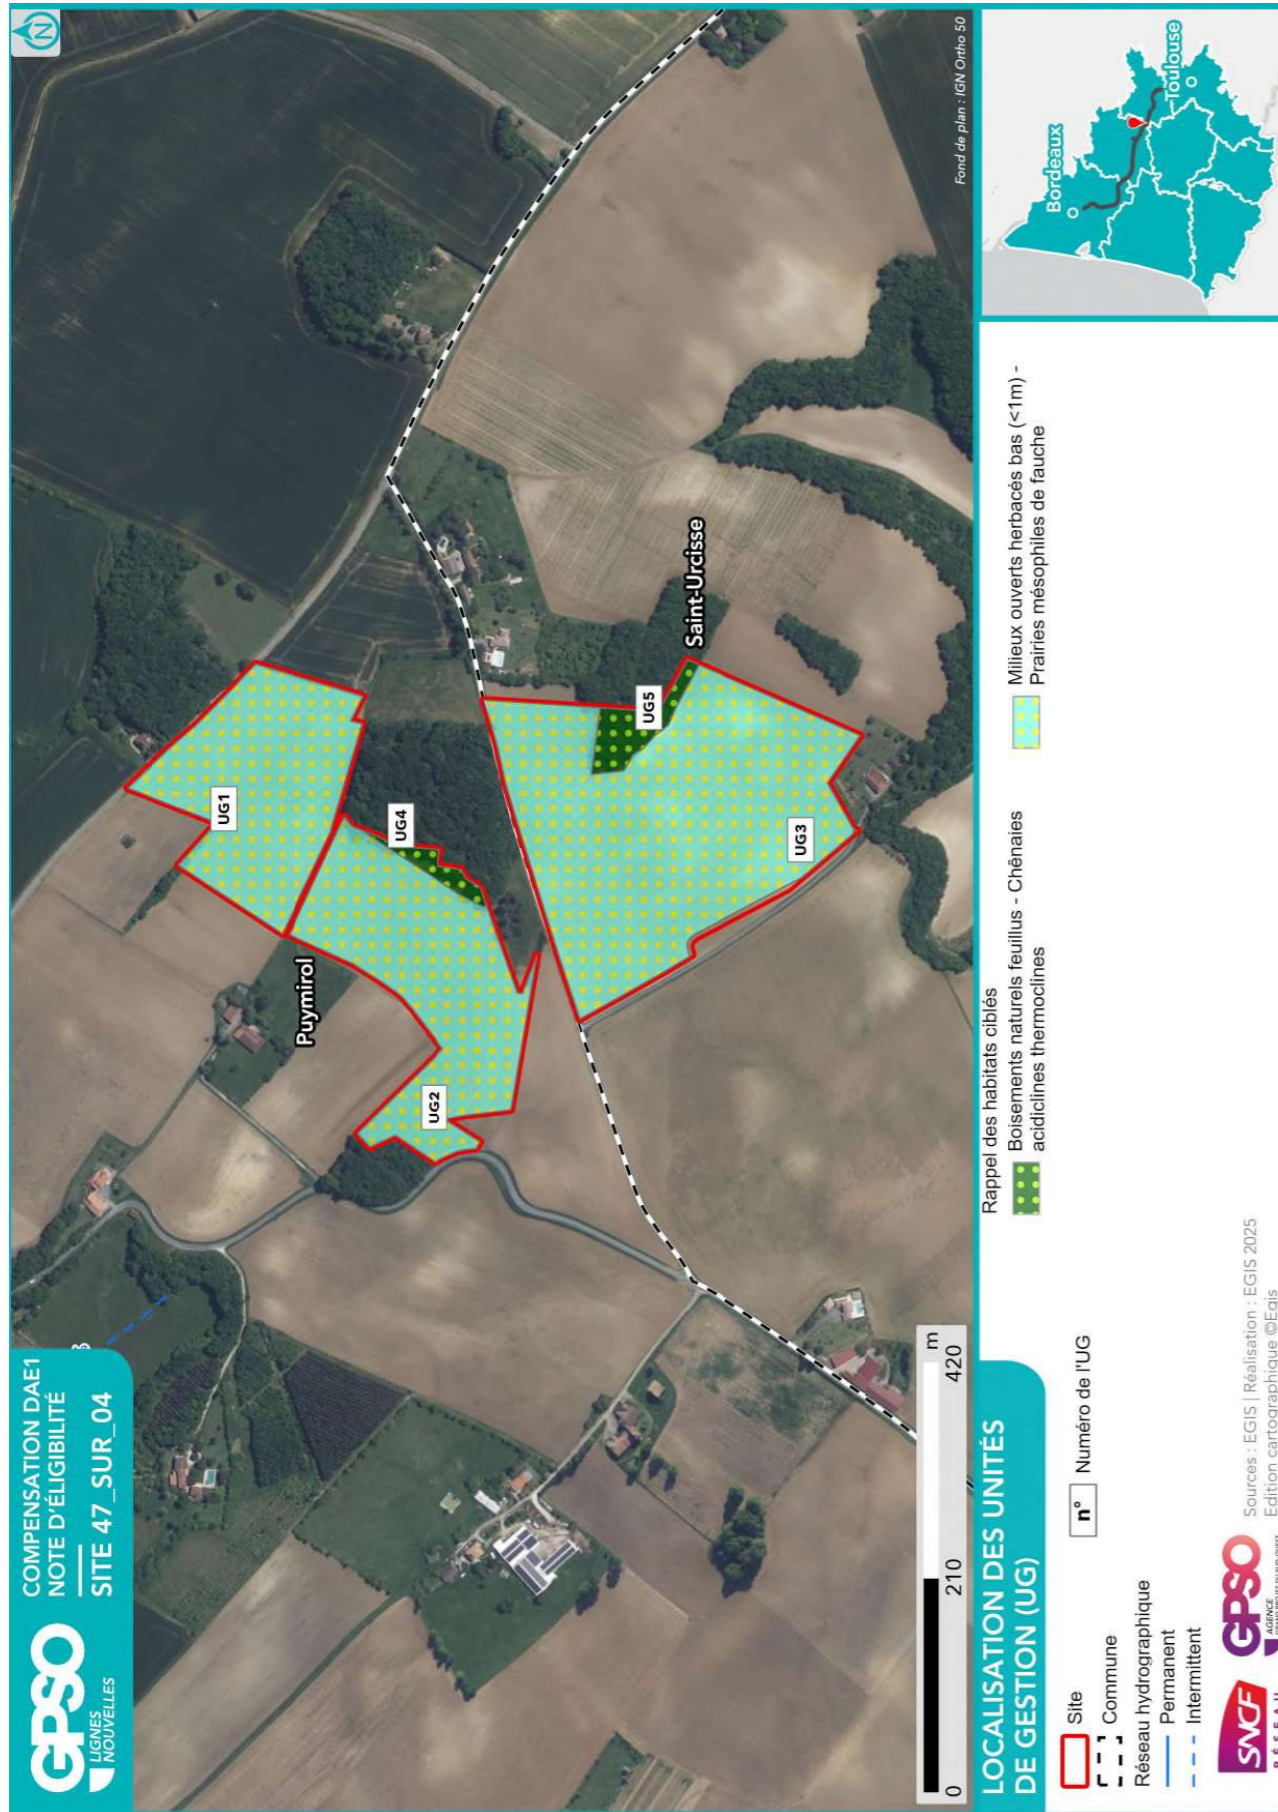 GPSO
LIGNES
NOUVELLES
COMPENSATION DAE1
NOTE D'ÉLIGIBILITÉ
SITE 47_SUR_04
N
UG1
Puymirol
UG4
UG2
UG5
Saint-Urcisse
UG3
0 210 420 m
Fond de plan : IGN Ortho 50
LOCALISATION DES UNITÉS
DE GESTION (UG)
Site
Commune
Réseau hydrographique
Permanent
Intermittent
n° Numéro de l'UG
Rappel des habitats ciblés
Boisements naturels feuillus - Chênaies
acidiclines thermoclines
Milieux ouverts herbacés bas (<1m) -
Prairies mésophiles de fauche
Bordeaux
Toulouse
SNCF
RÉSEAU
GPSO
AGENCE
Sources : EGIS | Réalisation : EGIS 2025
Edition cartographique ©Egis